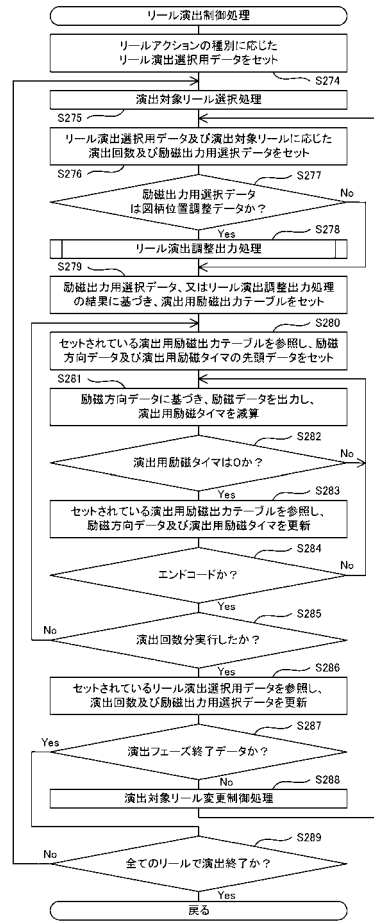 リール演出制御処理
リールアクションの種別に応じた
リール演出選択用データをセット
S274
演出対象リール選択処理
S275
リール演出選択用データ及び演出対象リールに応じた
演出回数及び励磁出力用選択データをセット
S276
S277
励磁出力用選択データ
は図柄位置調整データか？
No
Yes
S278
リール演出調整出力処理
S279
励磁出力用選択データ、又はリール演出調整出力処理
の結果に基づき、演出用励磁出力テーブルをセット
S280
セットされている演出用励磁出力テーブルを参照し、励磁
方向データ及び演出用励磁タイマの先頭データをセット
S281
励磁方向データに基づき、励磁データを出力し、
演出用励磁タイマを減算
S282
演出用励磁タイマは0か？
No
Yes
S283
セットされている演出用励磁出力テーブルを参照し、
励磁方向データ及び演出用励磁タイマを更新
S284
エンドコードか？
No
Yes
S285
演出回数分実行したか？
No
Yes
S286
セットされているリール演出選択用データを参照し、
演出回数及び励磁出力用選択データを更新
S287
演出フェーズ終了データか？
Yes
No
S288
演出対象リール変更制御処理
S289
全てのリールで演出終了か？
No
Yes
戻る